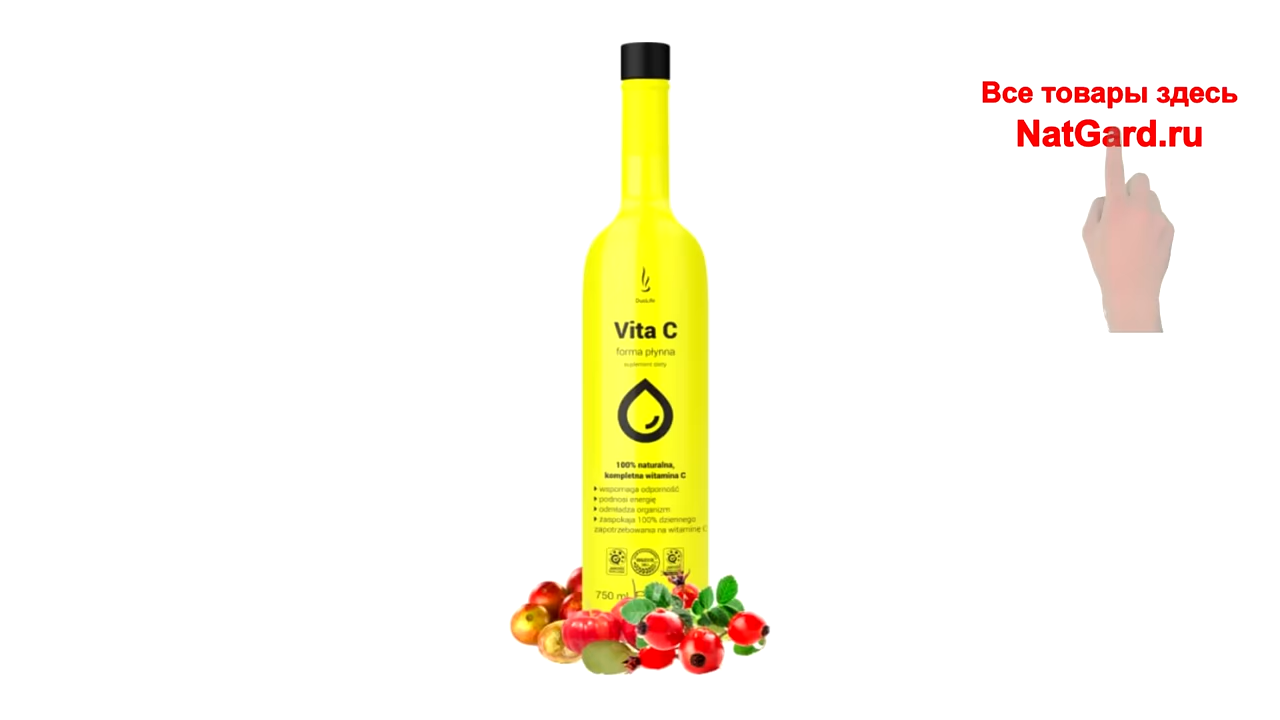 Все товары здесь
NatGard.ru
DuoLife
Vita C
forma płynna
suplement diety
100% naturalna,
kompletna witamina C
wspomaga odporność
podnosi energię
odmładza organizm
zaspokaja 100% dziennego
zapotrzebowania na witaminę C
750 ml